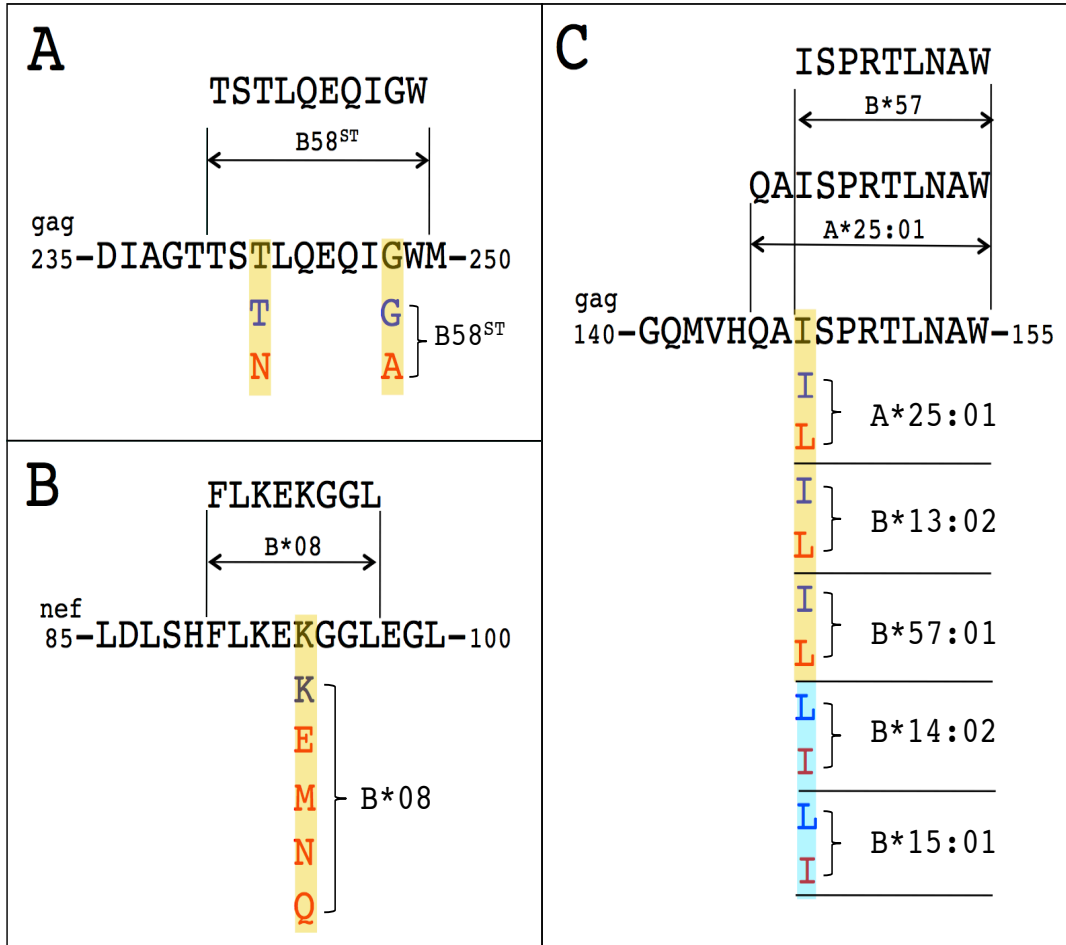 A
TSTLQEQIGW
B58ST
gag
235–DIAGTTSTLQEQIGWM–250
T G
N A
B58ST
B
FLKEKGGL
B*08
nef
85–LDLSHFLKEKGGLEGL–100
K
E
M
N
Q
B*08
C
ISPRTLNAW
B*57
QAISPRTLNAW
A*25:01
gag
140–GQMVHQAISPRTLNAW–155
I
L
A*25:01
I
L
B*13:02
I
L
B*57:01
L
I
B*14:02
L
I
B*15:01